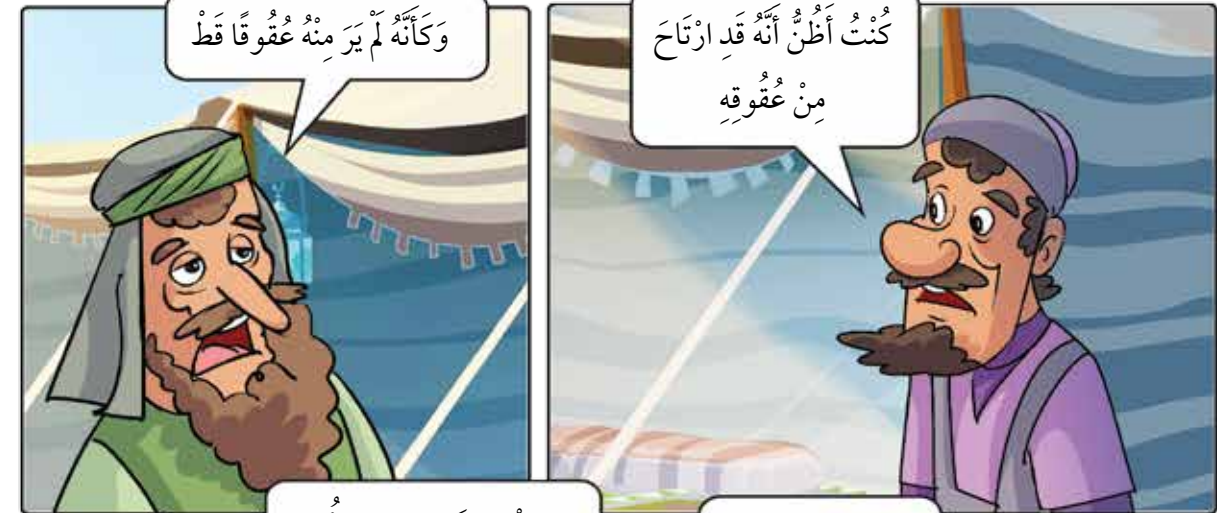 كُنْتُ أَظُنُّ أَنَّهُ قَدِ ارْتَاحَ
مِنْ عُقُوقِهِ
وَكَأَنَّهُ لَمْ يَرَ مِنْهُ عُقُوقًا قَطْ